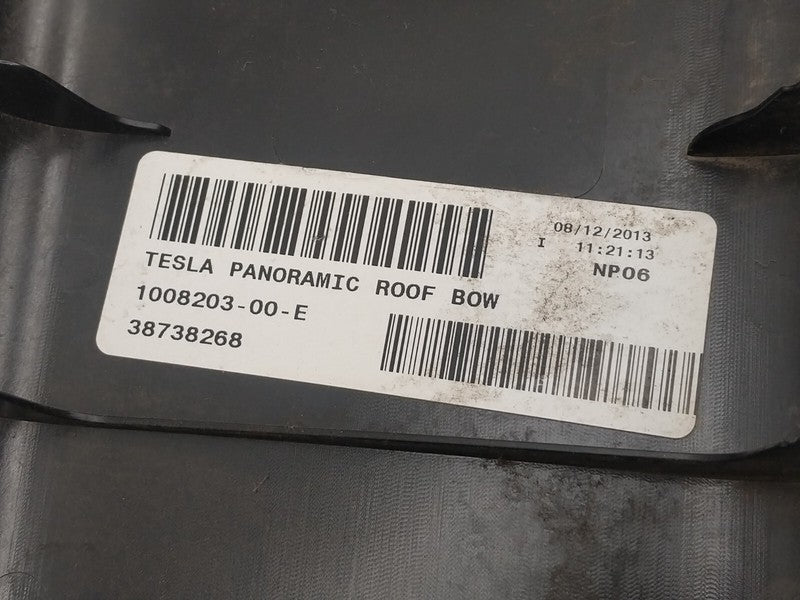 08/12/2013
I 11:21:13
NP06
TESLA PANORAMIC ROOF BOW
1008203-00-E
38738268